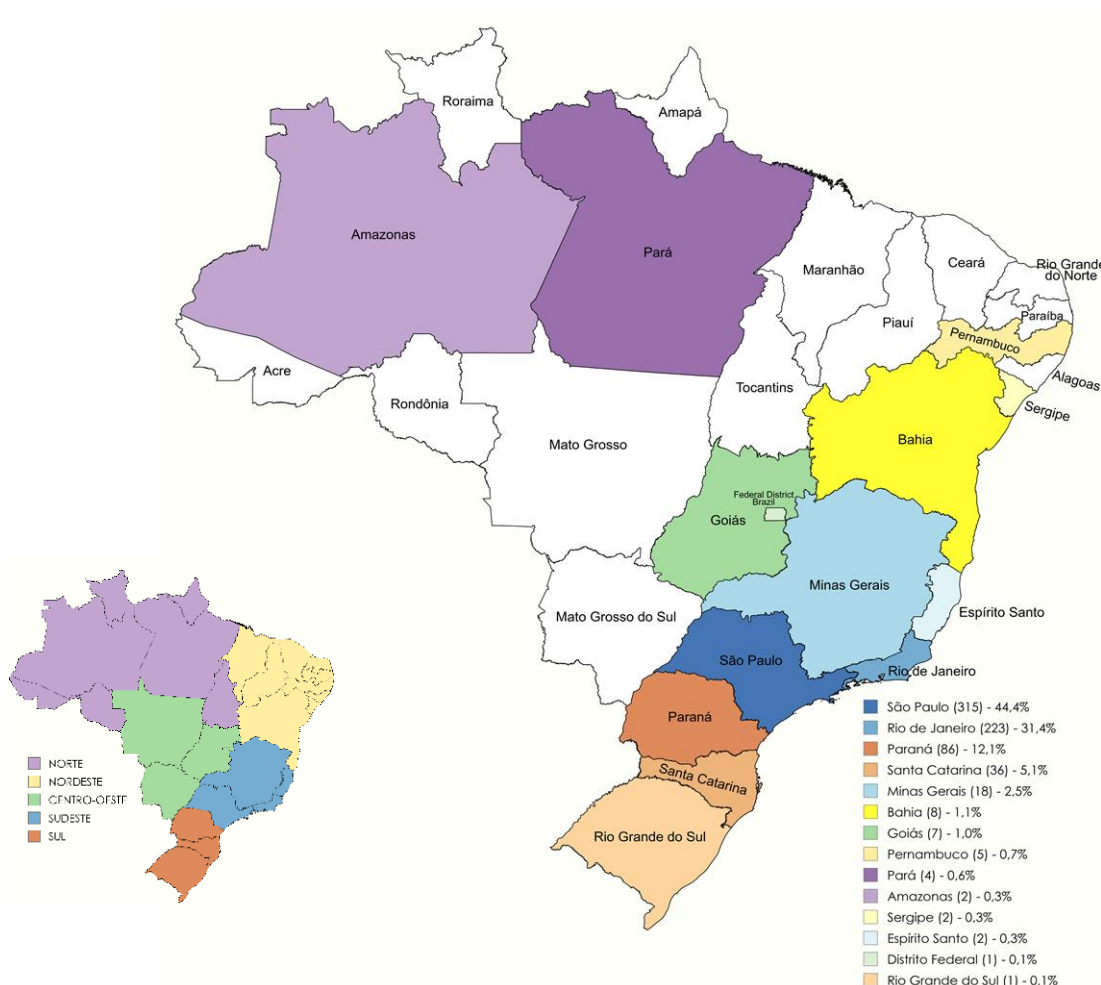 Roraima
Amapá
Amazonas
Pará
Maranhão
Ceará
Rio Grande
do Norte
Paraíba
Piauí
Pernambuco
Acre
Rondônia
Tocantins
Alagoas
Sergipe
Mato Grosso
Bahia
Federal District
Brazil
Goiás
Minas Gerais
Mato Grosso do Sul
Espírito Santo
São Paulo
Rio de Janeiro
Paraná
Santa Catarina
Rio Grande do Sul
NORTE
NORDESTE
CENTRO-OESTE
SUDESTE
SUL
São Paulo (315) - 44,4%
Rio de Janeiro (223) - 31,4%
Paraná (86) - 12,1%
Santa Catarina (36) - 5,1%
Minas Gerais (18) - 2,5%
Bahia (8) - 1,1%
Goiás (7) - 1,0%
Pernambuco (5) - 0,7%
Pará (4) - 0,6%
Amazonas (2) - 0,3%
Sergipe (2) - 0,3%
Espírito Santo (2) - 0,3%
Distrito Federal (1) - 0,1%
Rio Grande do Sul (1) - 0,1%